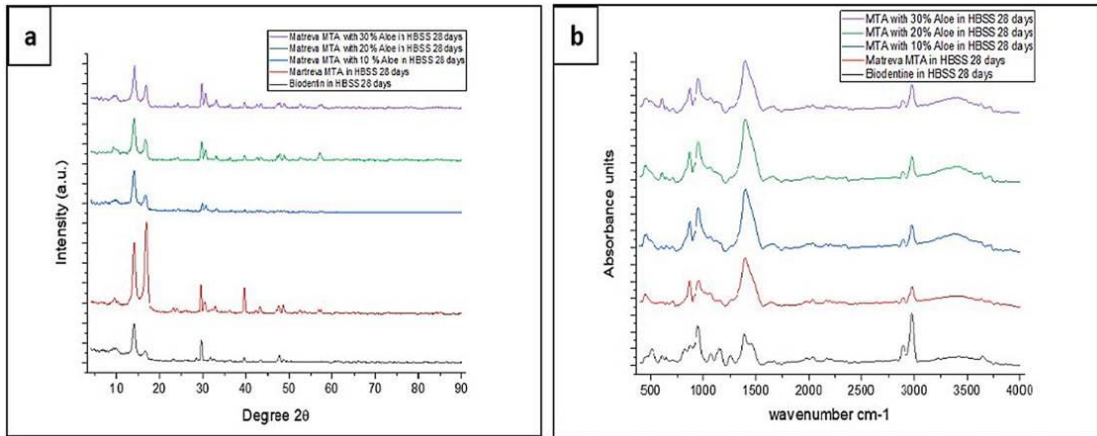 a
Matreva MTA with 30% Aloe in HBSS 28 days
Matreva MTA with 20% Aloe in HBSS 28 days
Matreva MTA with 10 % Aloe in HBSS 28 days
Martreva MTA in HBSS 28 days
Biodentin in HBSS 28 days
Intensity (a.u.)
10 20 30 40 50 60 70 80 90
Degree 2θ
b
MTA with 30% Aloe in HBSS 28 days
MTA with 20% Aloe in HBSS 28 days
MTA with 10% Aloe in HBSS 28 days
Matreva MTA in HBSS 28 days
Biodentine in HBSS 28 days
Absorbance units
500 1000 1500 2000 2500 3000 3500 4000
wavenumber cm-1